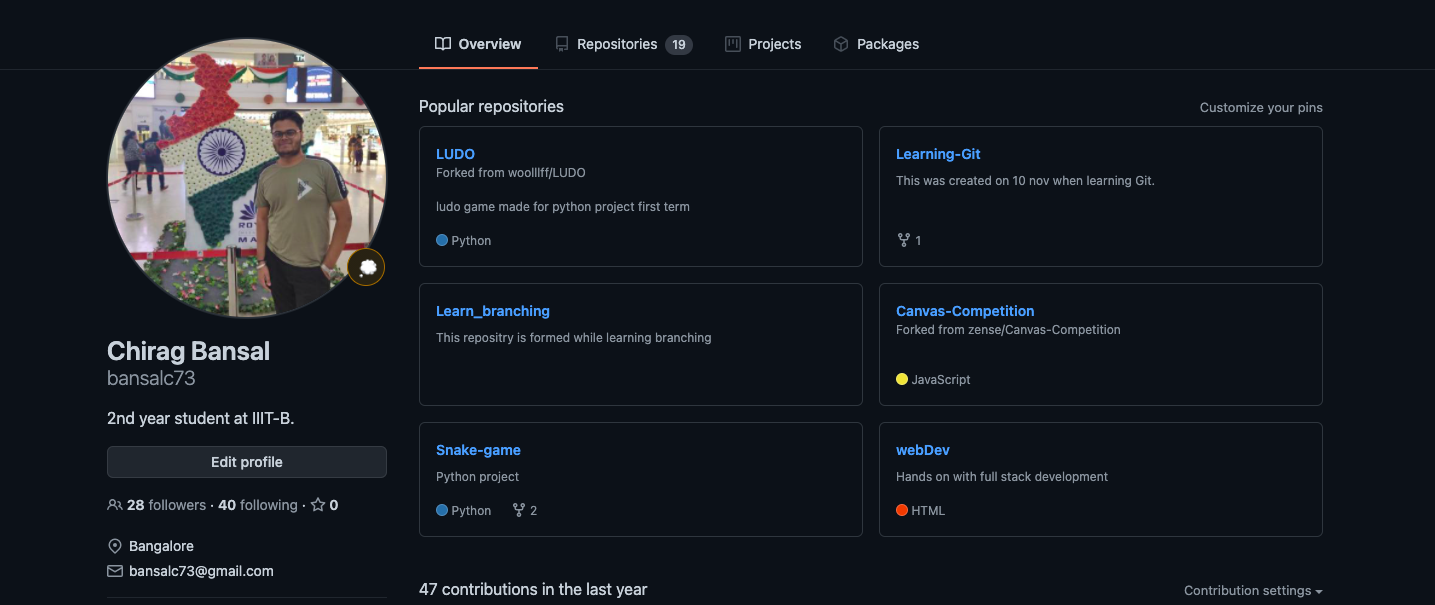 Overview
Repositories 19
Projects
Packages
Popular repositories
Customize your pins
LUDO
Forked from woolllff/LUDO
ludo game made for python project first term
Python
Learning-Git
This was created on 10 nov when learning Git.
1
Learn_branching
This repositry is formed while learning branching
Canvas-Competition
Forked from zense/Canvas-Competition
JavaScript
Snake-game
Python project
Python 2
webDev
Hands on with full stack development
HTML
47 contributions in the last year
Contribution settings
Chirag Bansal
bansalc73
2nd year student at IIIT-B.
Edit profile
28 followers · 40 following · 0
Bangalore
bansalc73@gmail.com